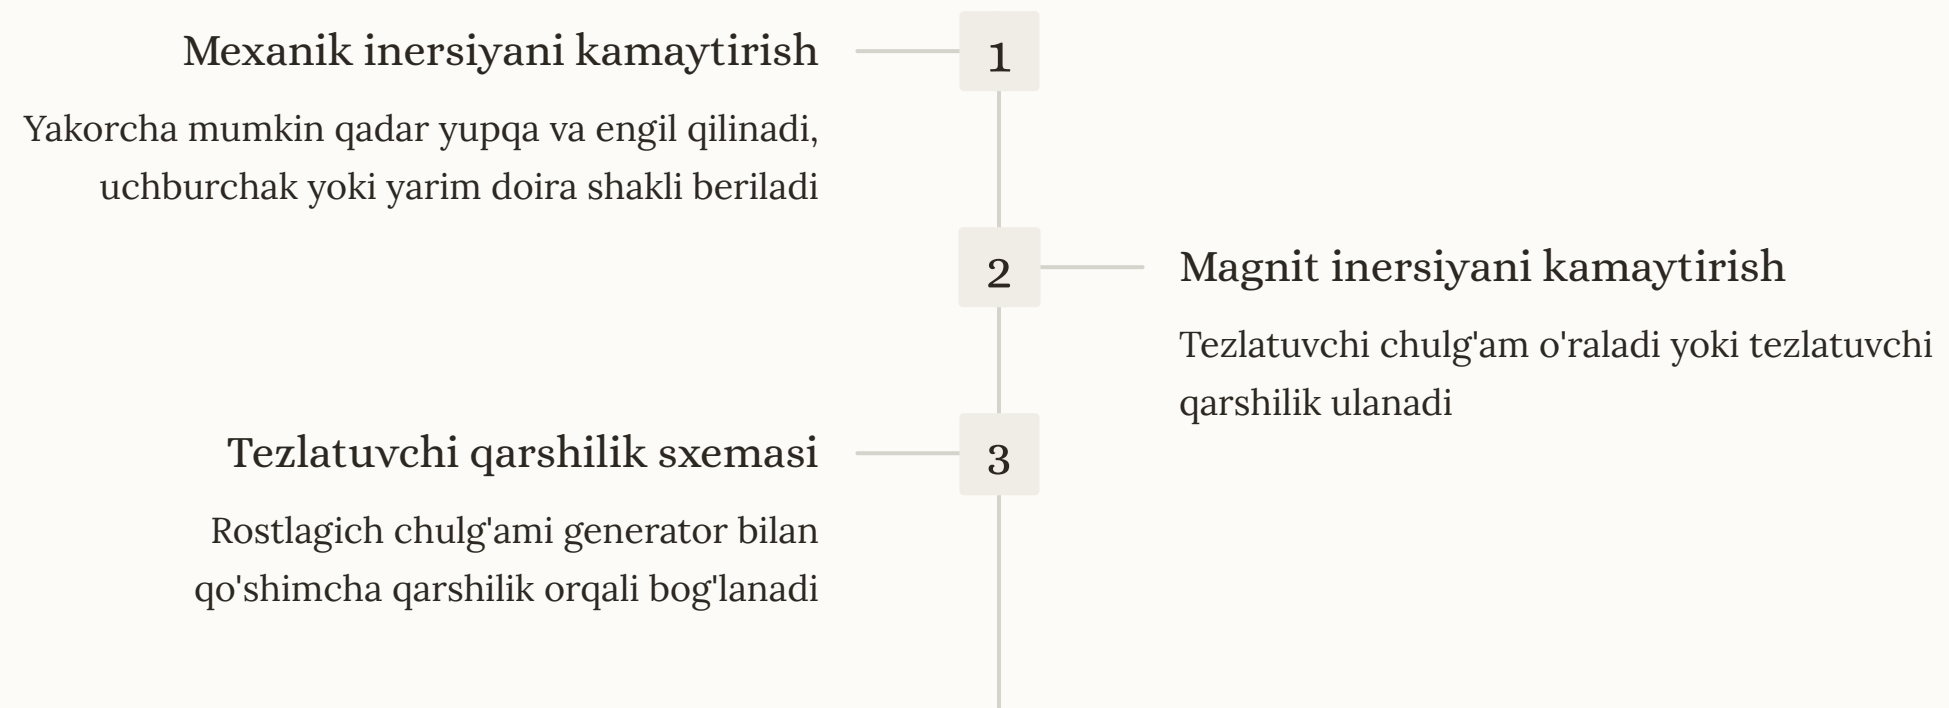 Mexanik inersiyani kamaytirish
1
Yakorcha mumkin qadar yupqa va engil qilinadi,
uchburchak yoki yarim doira shakli beriladi
2
Magnit inersiyani kamaytirish
Tezlatuvchi chulg'am o'raladi yoki tezlatuvchi
qarshilik ulanadi
Tezlatuvchi qarshilik sxemasi
3
Rostlagich chulg'ami generator bilan
qo'shimcha qarshilik orqali bog'lanadi